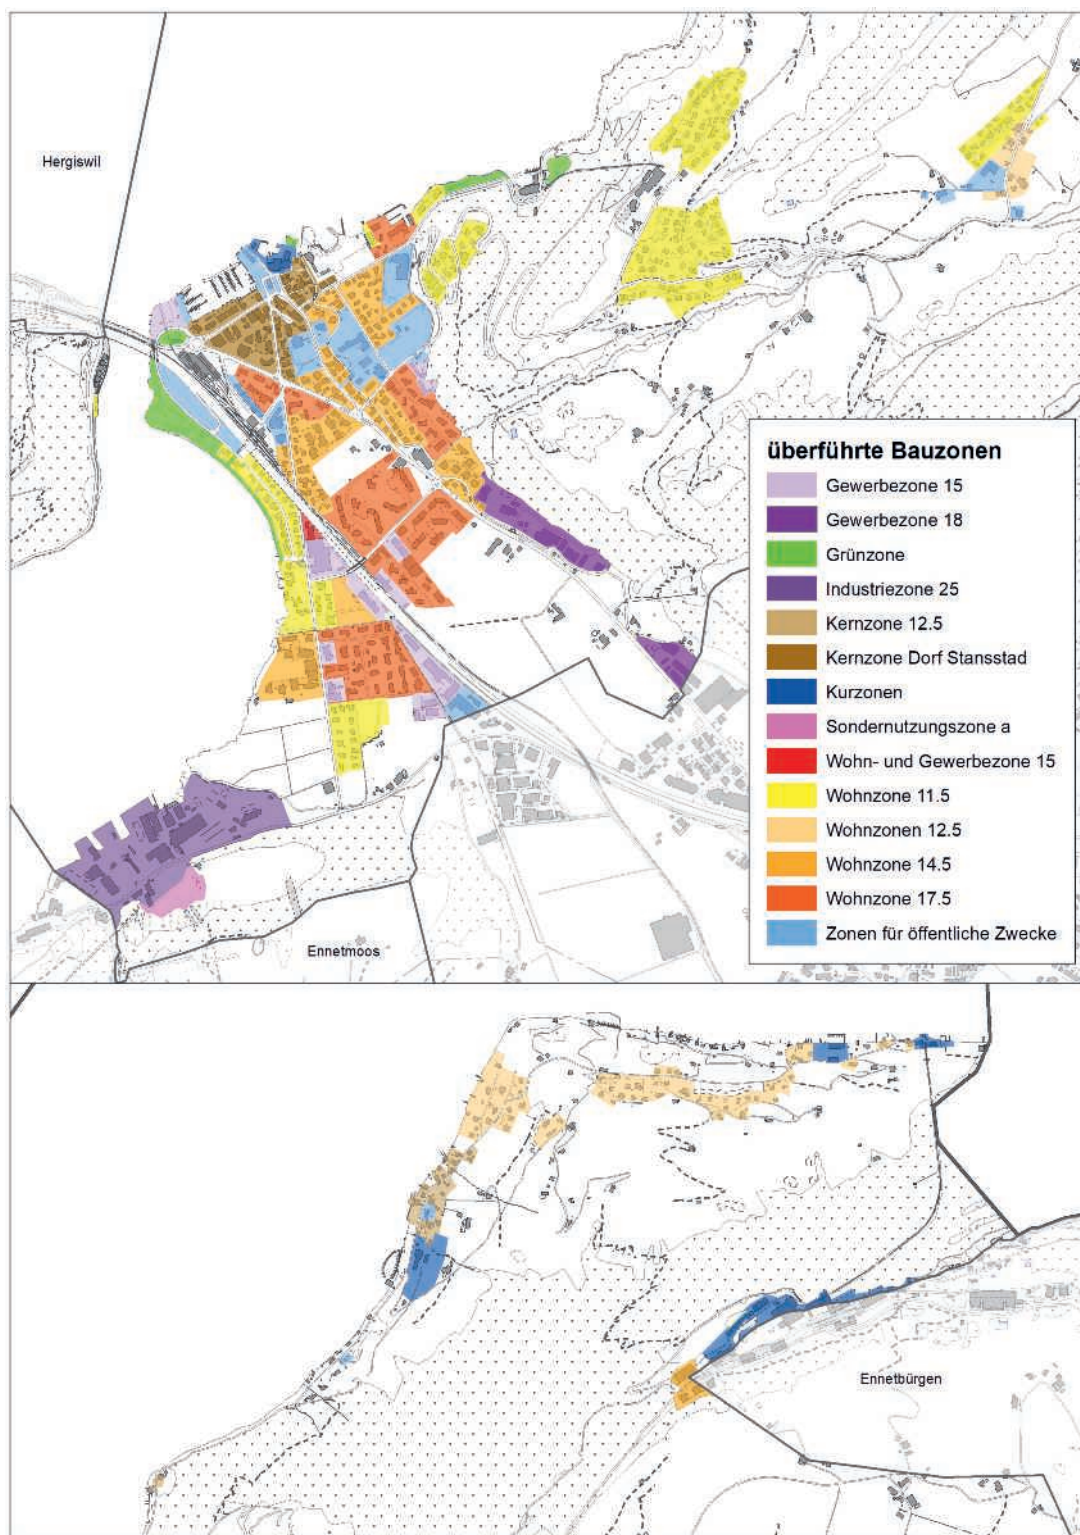 Hergiswil
überführte Bauzonen
Gewerbezone 15
Gewerbezone 18
Grünzone
Industriezone 25
Kernzone 12.5
Kernzone Dorf Stansstad
Kurzonen
Sondernutzungszone a
Wohn- und Gewerbezone 15
Wohnzone 11.5
Wohnzonen 12.5
Wohnzone 14.5
Wohnzone 17.5
Zonen für öffentliche Zwecke
Ennetmoos
Ennetbürgen